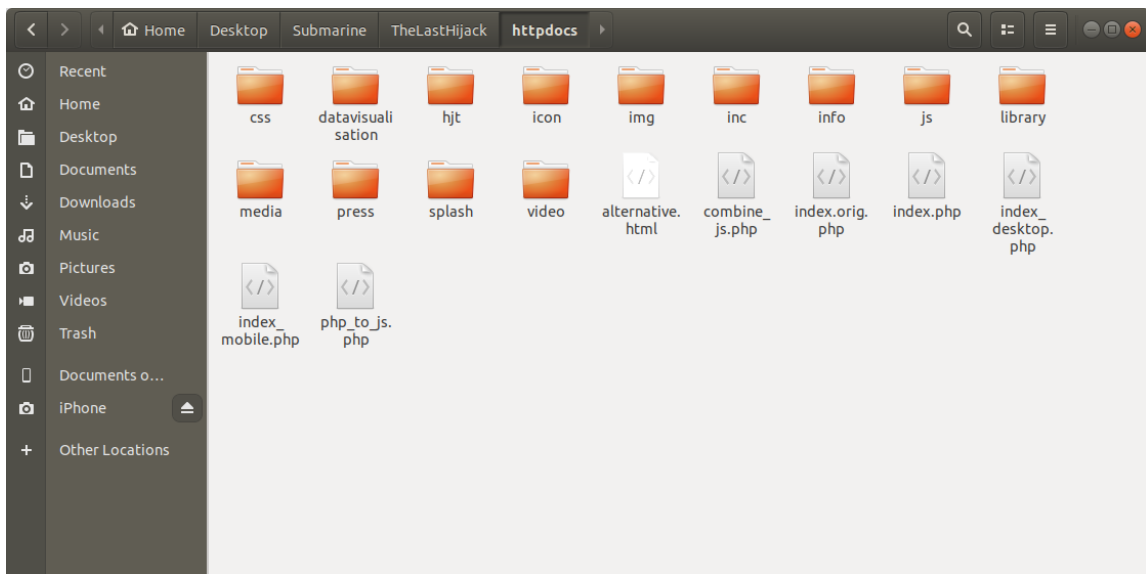 Home Desktop Submarine TheLastHijack httpdocs
Recent
Home
Desktop
Documents
Downloads
Music
Pictures
Videos
Trash
Documents o…
iPhone
Other Locations
css
datavisuali
sation
hjt
icon
img
inc
info
js
library
media
press
splash
video
alternative.
html
combine_
js.php
index.orig.
php
index.php
index_
desktop.
php
index_
mobile.php
php_to_js.
php